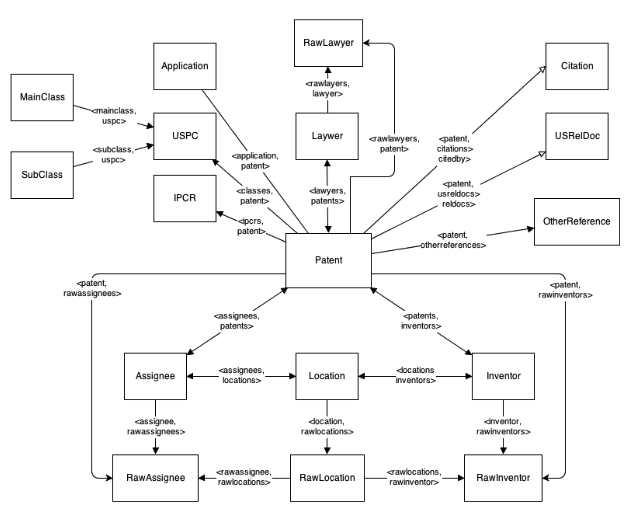 RawLawyer
Application
Citation
MainClass
<rawlayers,
lawyer>
<mainclass,
uspc>
USPC
Laywer
<rawlawyers,
patent>
<patent,
citations>
citedby>
USRelDoc
<subclass,
uspc>
<application,
patent>
SubClass
<classes,
patent>
<lawyers,
patents>
<patent,
usreldocs>
reldocs>
IPCR
<ipcrs,
patent>
OtherReference
<patent,
otherreferences>
Patent
<patent,
rawassignees>
<patent,
rawinventors>
<assignees,
patents>
<patents,
inventors>
Assignee
<assignees,
locations>
Location
<locations
inventors>
Inventor
<assignee,
rawassignees>
<location,
rawlocations>
<inventor,
rawinventors>
RawAssignee
<rawassignee,
rawlocations>
RawLocation
<rawlocations,
rawinventor>
RawInventor